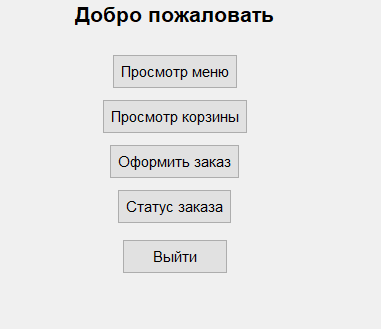 Добро пожаловать
Просмотр меню
Просмотр корзины
Оформить заказ
Статус заказа
Выйти